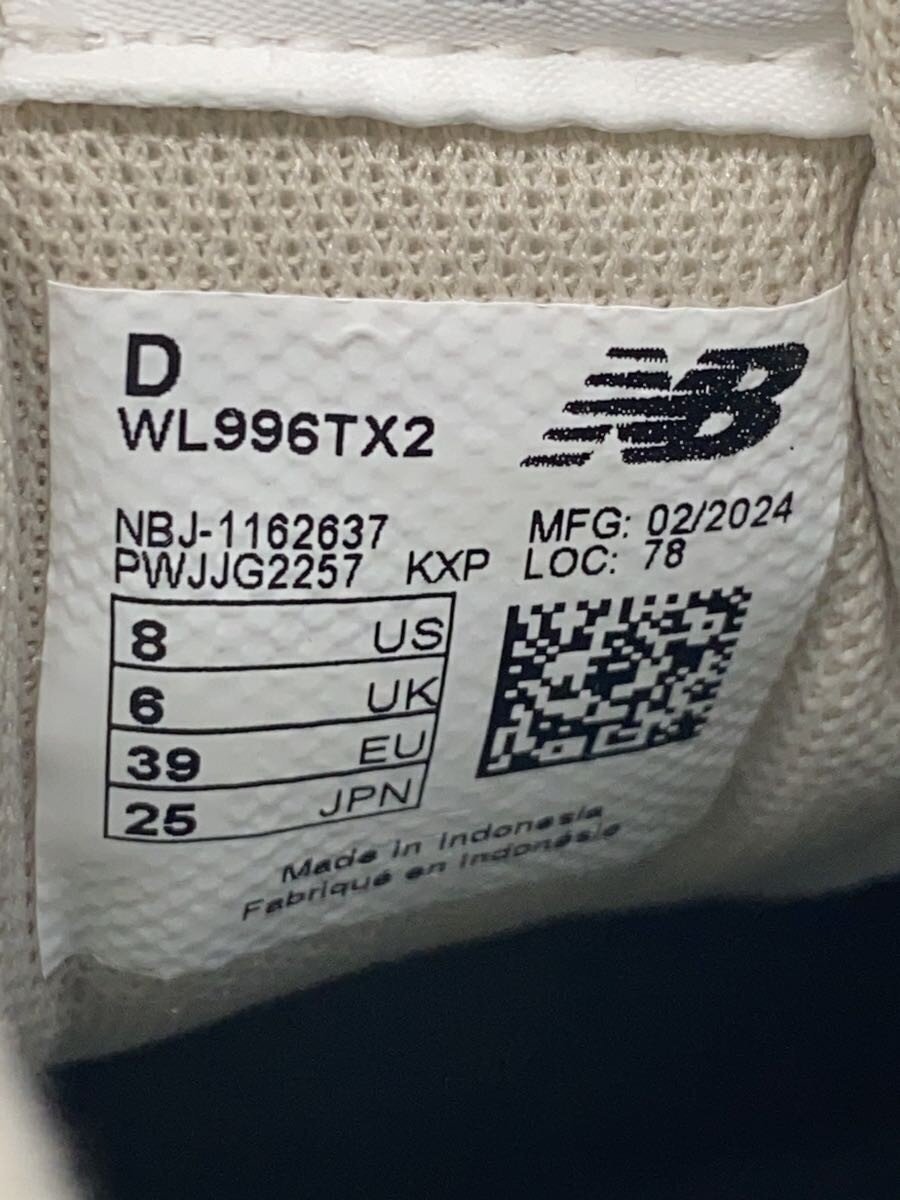 D
WL996TX2
NB
NBJ-1162637 MFG: 02/2024
PWJJG2257 KXP LOC: 78
8 US
6 UK
39 EU
25 JPN
Made in Indonesia
Fabriqué en Indonésie